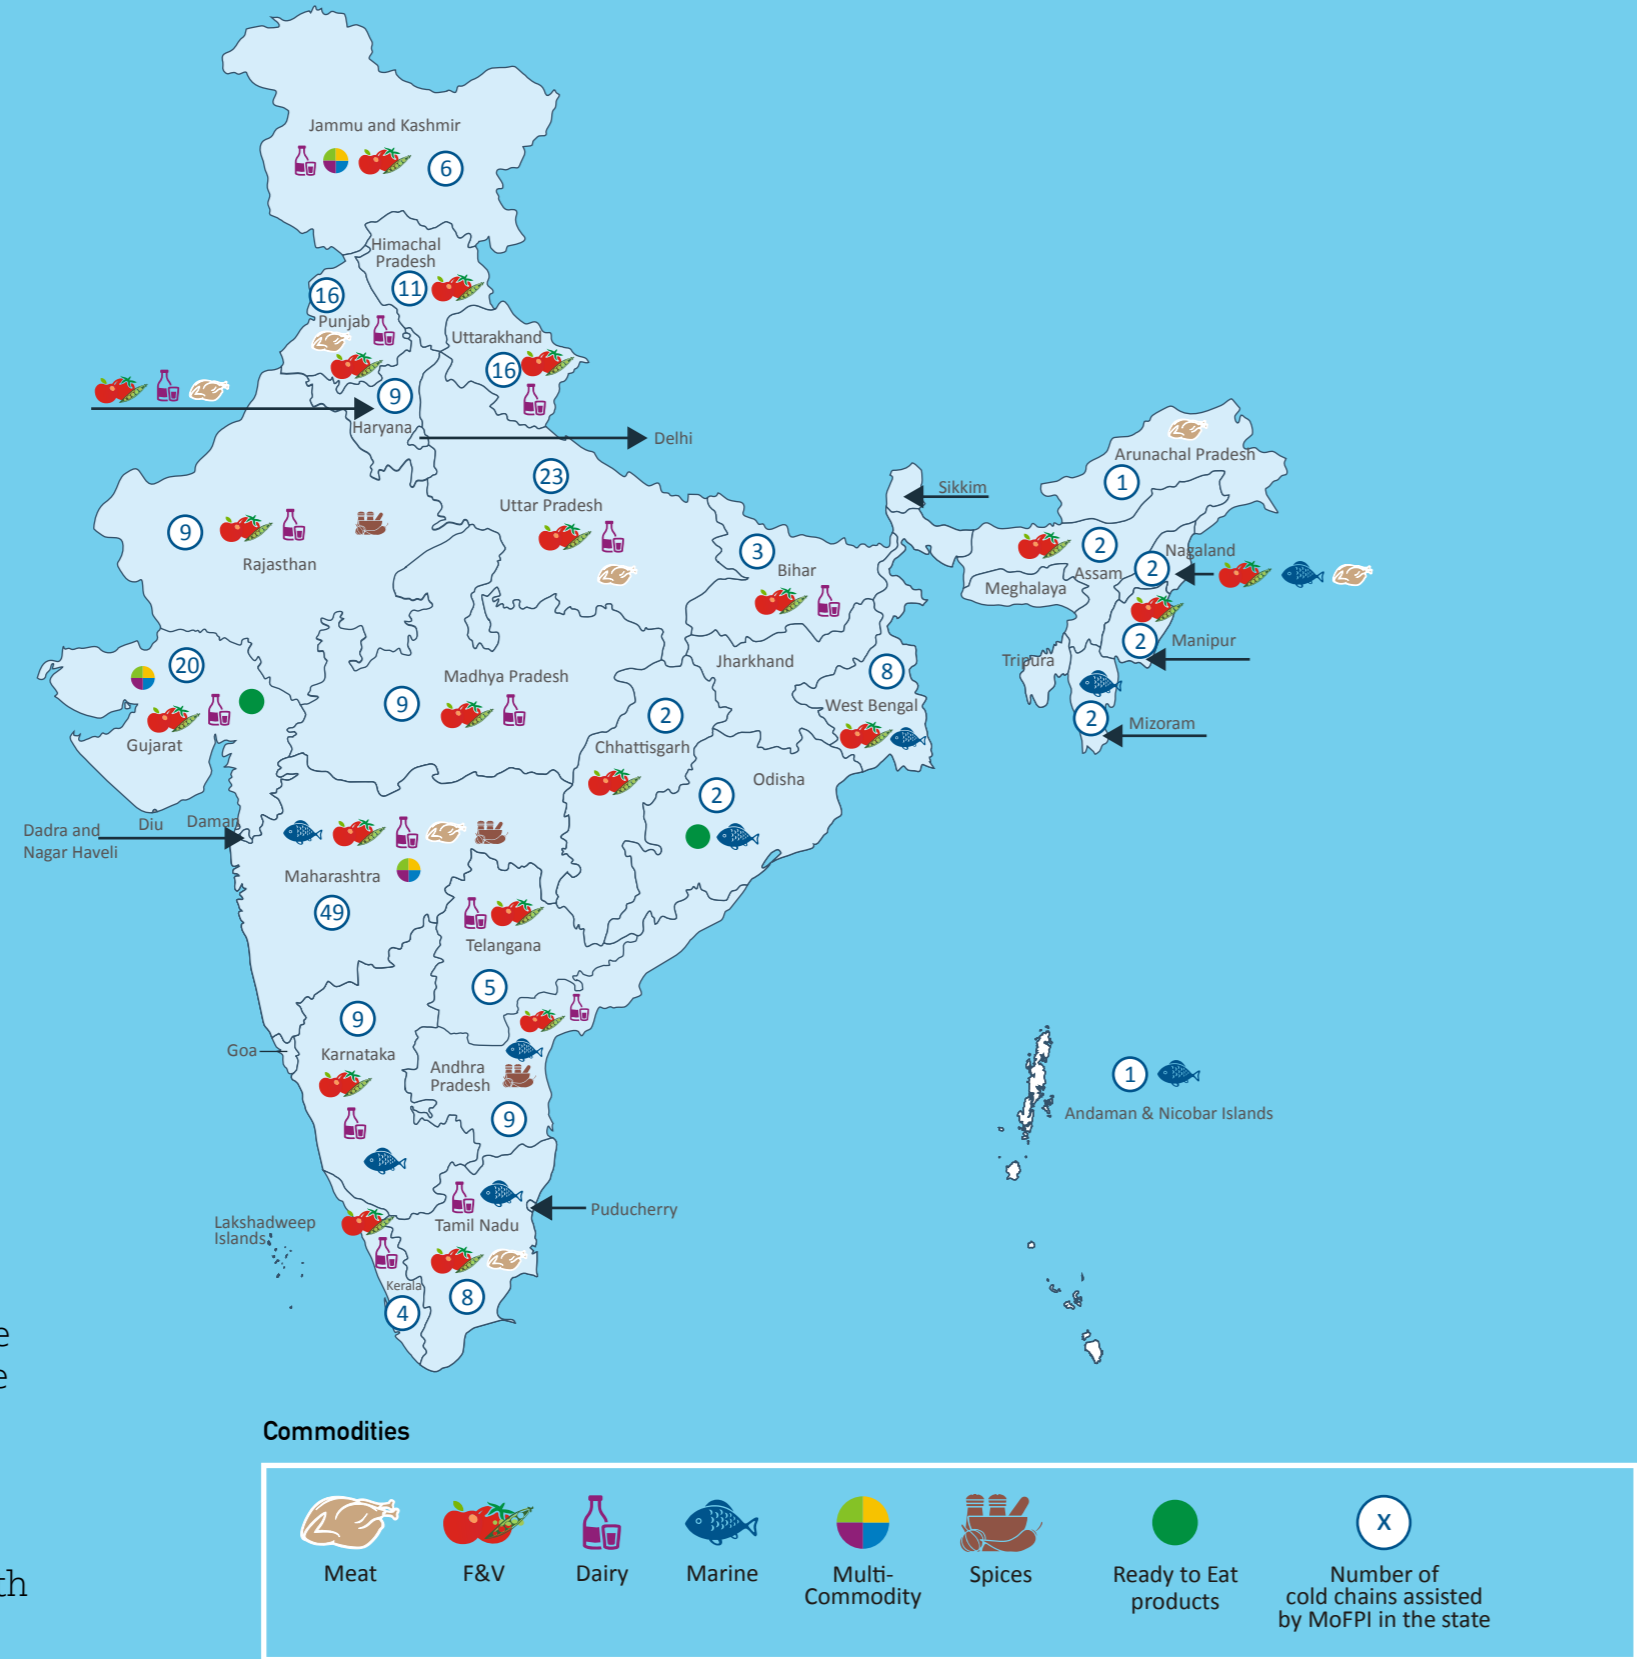 Jammu and Kashmir
6
Himachal
Pradesh
11
16
Punjab
Uttarakhand
16
9
Haryana
Delhi
23
Uttar Pradesh
9
Rajasthan
3
Bihar
Sikkim
Arunachal Pradesh
1
2
Assam
Nagaland
2
Meghalaya
2
Manipur
Tripura
2
Mizoram
20
Gujarat
Madhya Pradesh
9
Jharkhand
8
West Bengal
2
Chhattisgarh
Odisha
2
Diu
Daman
Dadra and
Nagar Haveli
Maharashtra
49
Telangana
5
9
Karnataka
Goa
Andhra
Pradesh
9
1
Andaman & Nicobar Islands
Puducherry
Tamil Nadu
8
Lakshadweep
Islands
Kerala
4
e
e
th
Commodities
Meat
F&V
Dairy
Marine
Multi-
Commodity
Spices
Ready to Eat
products
X
Number of
cold chains assisted
by MoFPI in the state